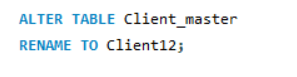 ALTER TABLE Client_master
RENAME TO Client12;